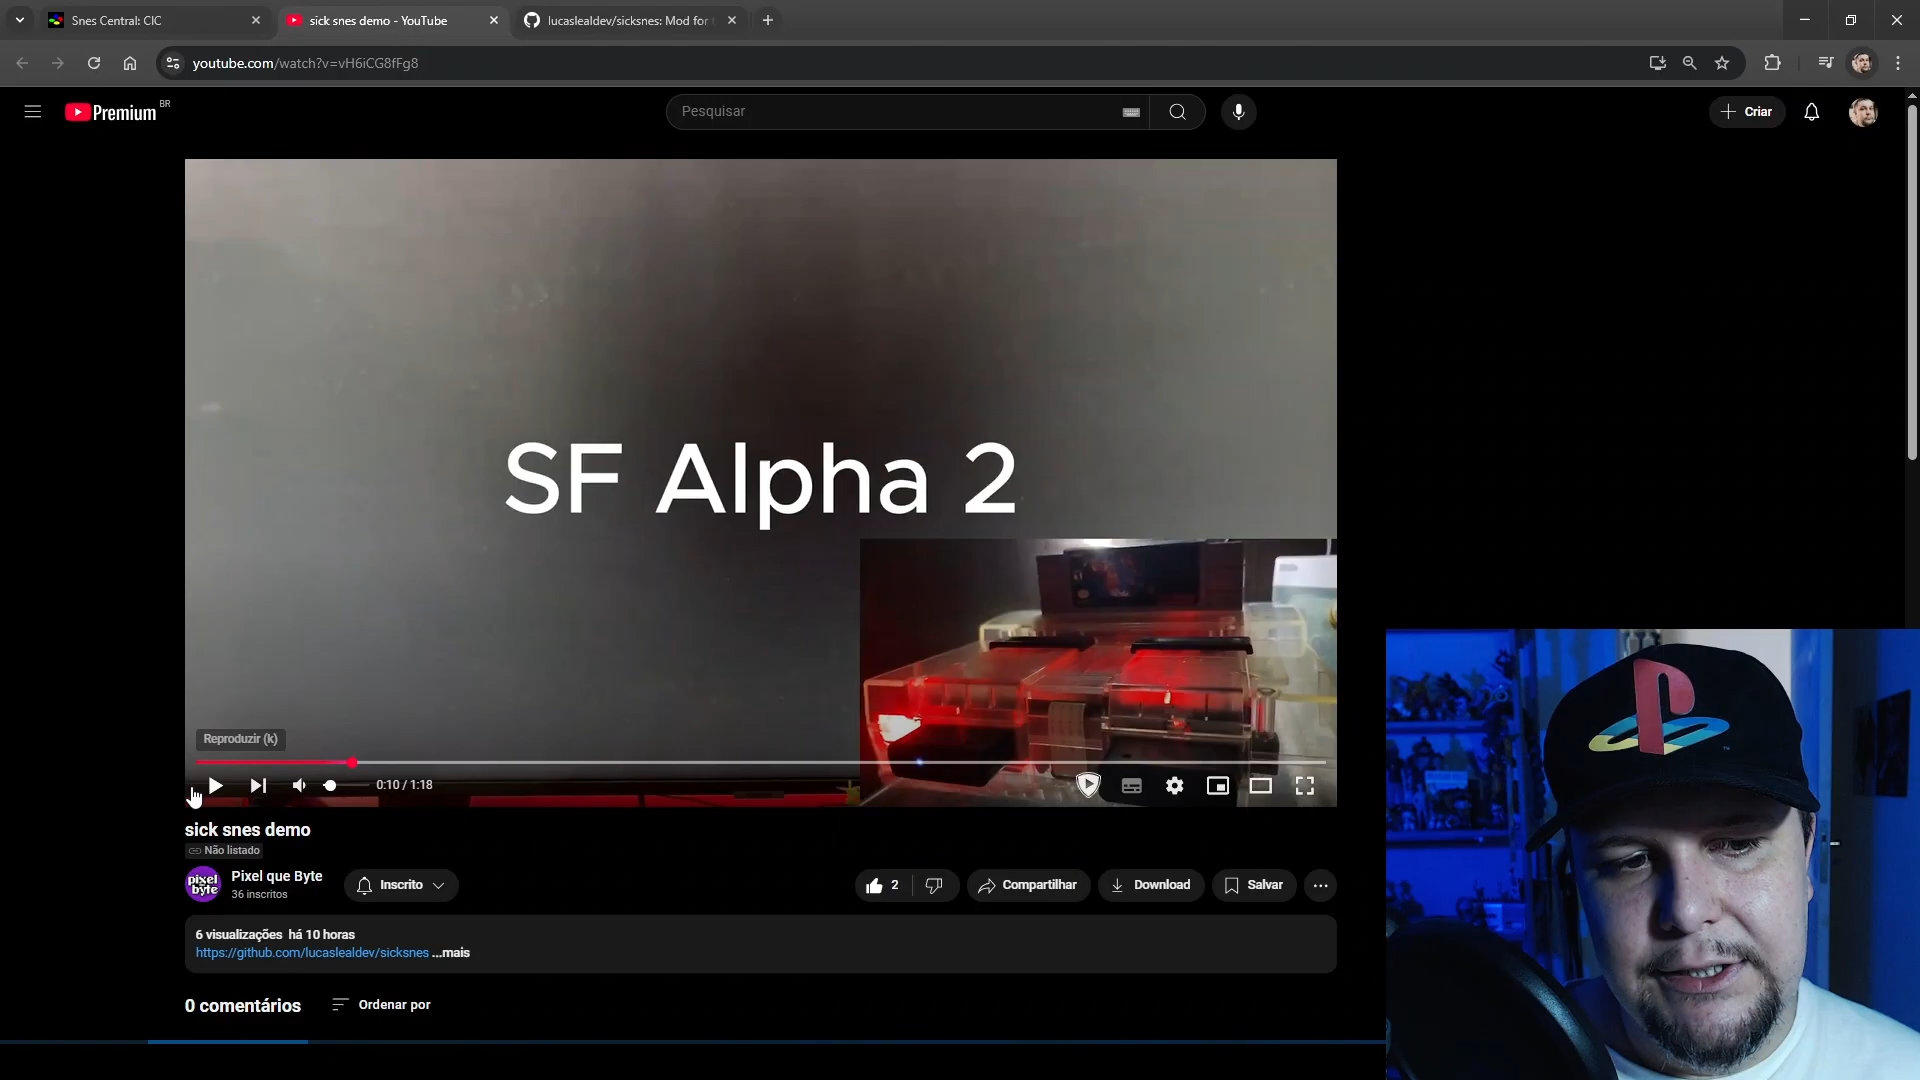 Snes Central: CIC
sick snes demo - YouTube
lucaslealdev/sicksnes: Mod for
youtube.com/watch?v=vH6iCG8fFg8
Premium BR
Pesquisar
Criar
SF Alpha 2
Reproduzir (k)
0:10 / 1:18
sick snes demo
Não listado
pixel byte
Pixel que Byte
36 inscritos
Inscrito
2
Compartilhar
Download
Salvar
6 visualizações há 10 horas
https://github.com/lucaslealdev/sicksnes ...mais
0 comentários
Ordenar por